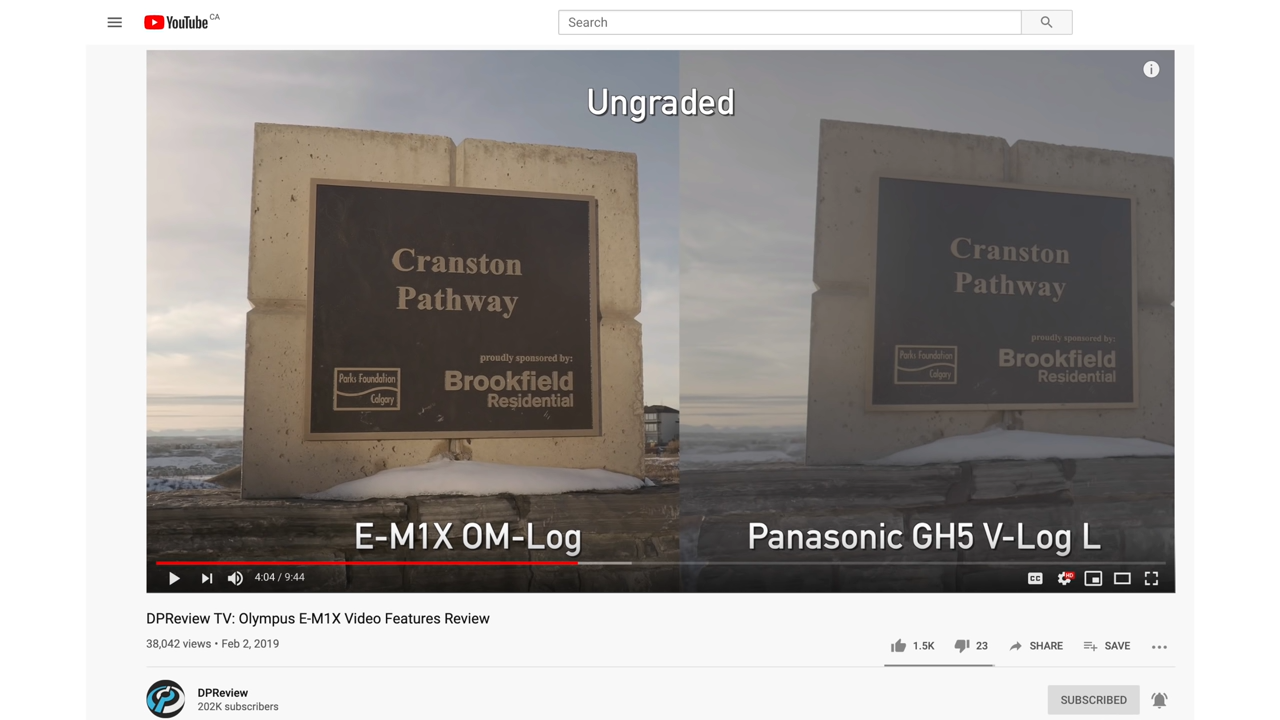 YouTube CA
Search
Ungraded
Cranston
Pathway
proudly sponsored by:
Parks Foundation
Calgary
Brookfield
Residential
Cranston
Pathway
proudly sponsored by:
Parks Foundation
Calgary
Brookfield
Residential
E-M1X OM-Log
Panasonic GH5 V-Log L
4:04 / 9:44
CC
HD
DPReview TV: Olympus E-M1X Video Features Review
38,042 views • Feb 2, 2019
1.5K
23
SHARE
SAVE
DPReview
202K subscribers
SUBSCRIBED